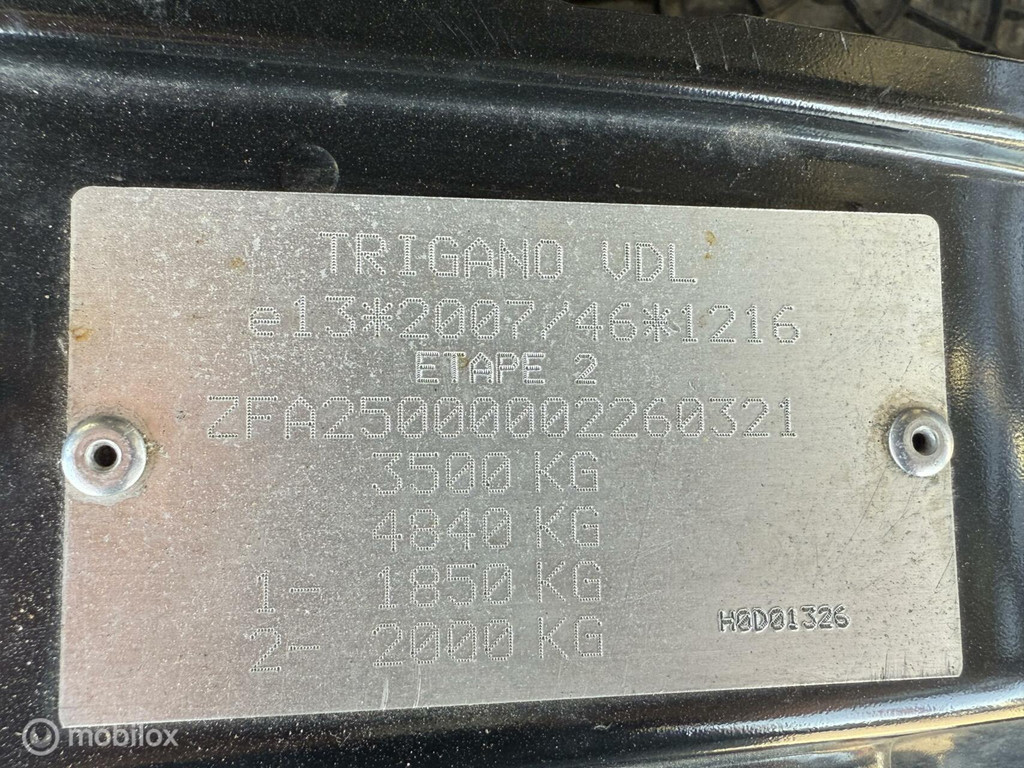 TRIGANO VDL
e13*2007/46*1216
ETAPE 2
ZFA25000002260321
3500 KG
4840 KG
1- 1850 KG
2- 2000 KG
H0D01326
mobilox